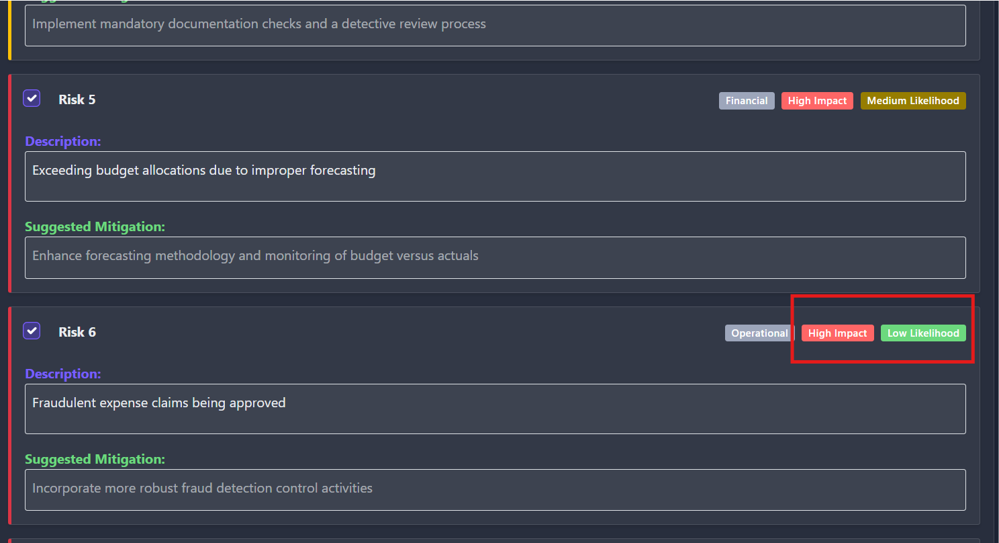 Implement mandatory documentation checks and a detective review process
Risk 5
Financial High Impact Medium Likelihood
Description:
Exceeding budget allocations due to improper forecasting
Suggested Mitigation:
Enhance forecasting methodology and monitoring of budget versus actuals
Risk 6
Operational High Impact Low Likelihood
Description:
Fraudulent expense claims being approved
Suggested Mitigation:
Incorporate more robust fraud detection control activities